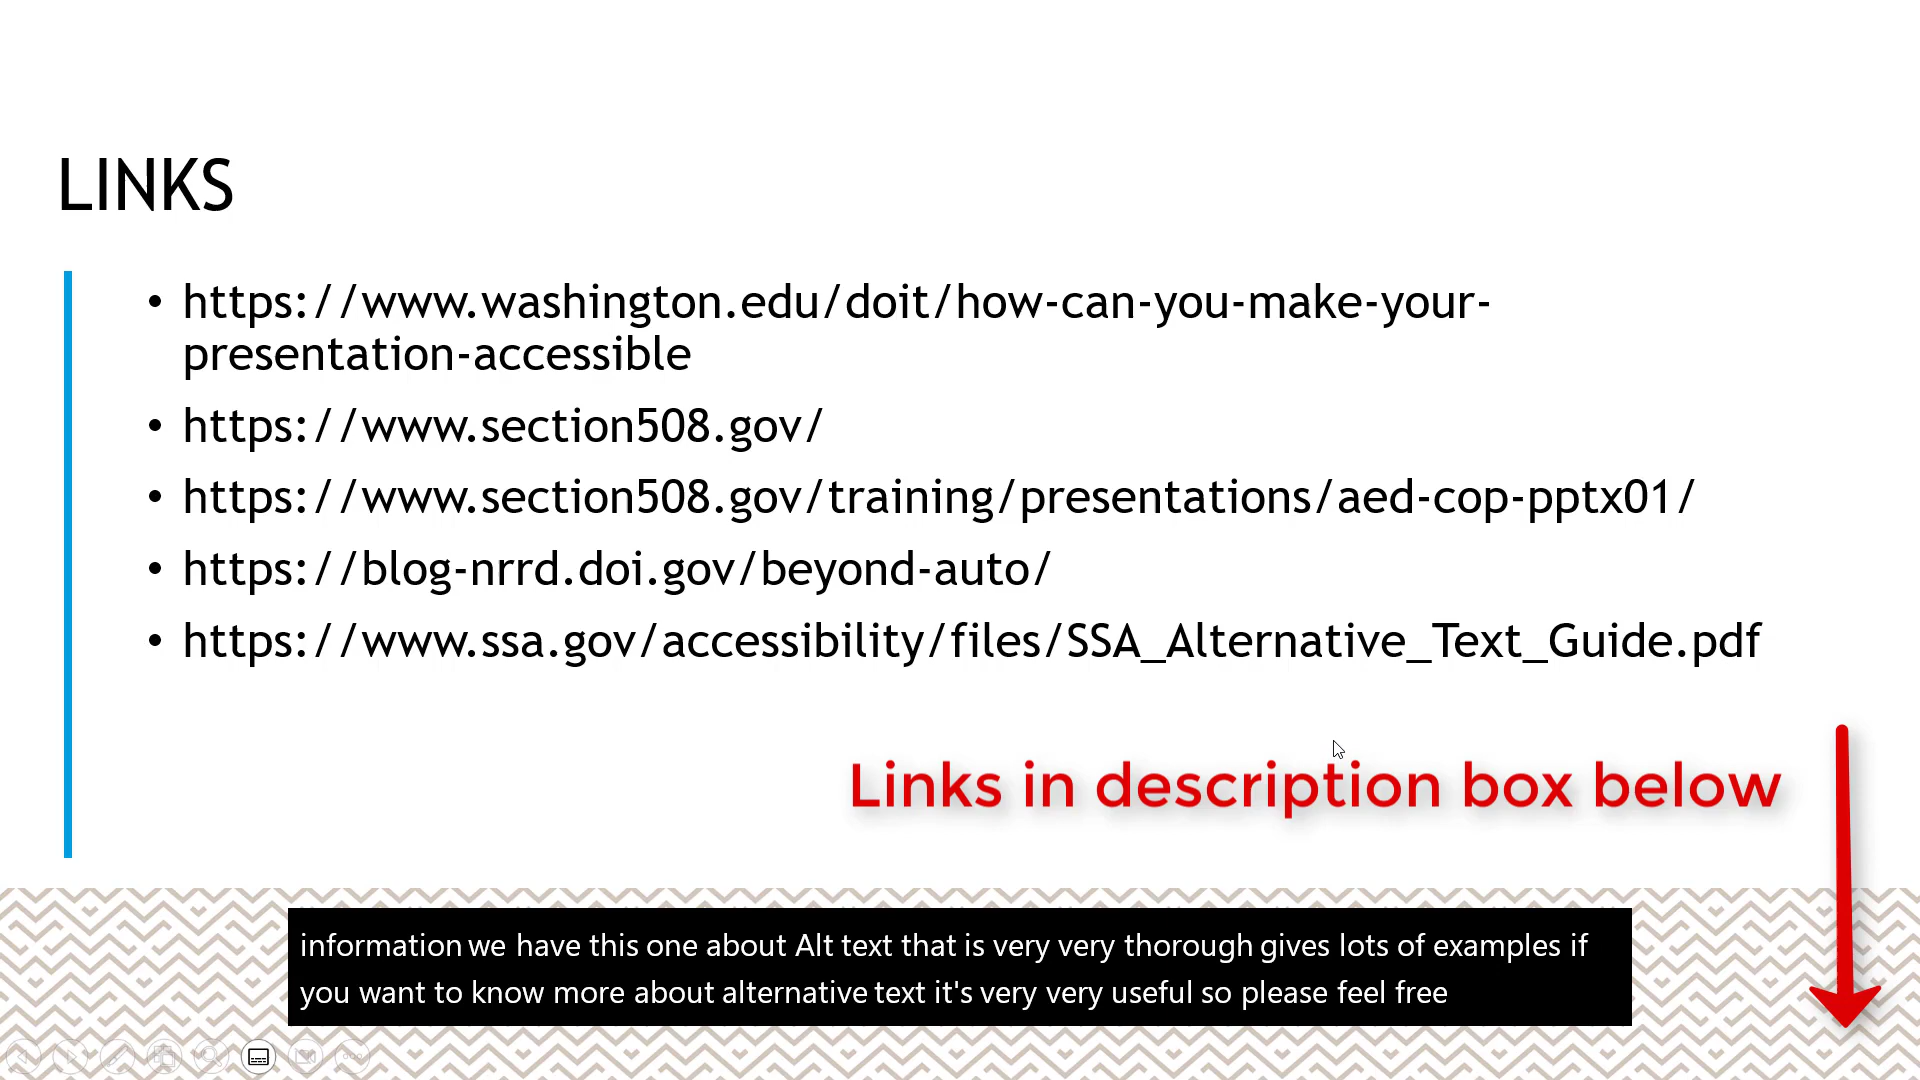 LINKS
• https://www.washington.edu/doit/how-can-you-make-your-
presentation-accessible
• https://www.section508.gov/
• https://www.section508.gov/training/presentations/aed-cop-pptx01/
• https://blog-nrrd.doi.gov/beyond-auto/
• https://www.ssa.gov/accessibility/files/SSA_Alternative_Text_Guide.pdf
Links in description box below
information we have this one about Alt text that is very very thorough gives lots of examples if
you want to know more about alternative text it's very very useful so please feel free